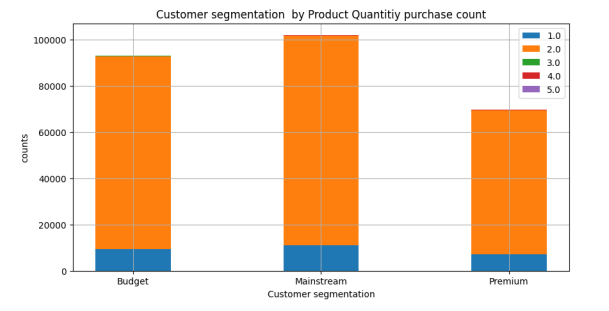 Customer segmentation  by Product Quantitiy purchase count
100000
80000
60000
40000
20000
0
counts
1.0
2.0
3.0
4.0
5.0
Budget
Mainstream
Premium
Customer segmentation